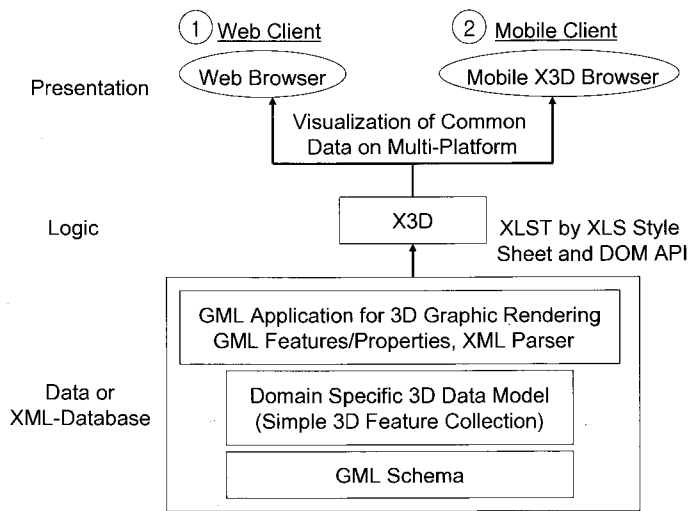 1 Web Client
2 Mobile Client
Web Browser
Mobile X3D Browser
Presentation
Visualization of Common
Data on Multi-Platform
Logic
X3D
XLST by XLS Style
Sheet and DOM API
GML Application for 3D Graphic Rendering
GML Features/Properties, XML Parser
Data or
XML-Database
Domain Specific 3D Data Model
(Simple 3D Feature Collection)
GML Schema